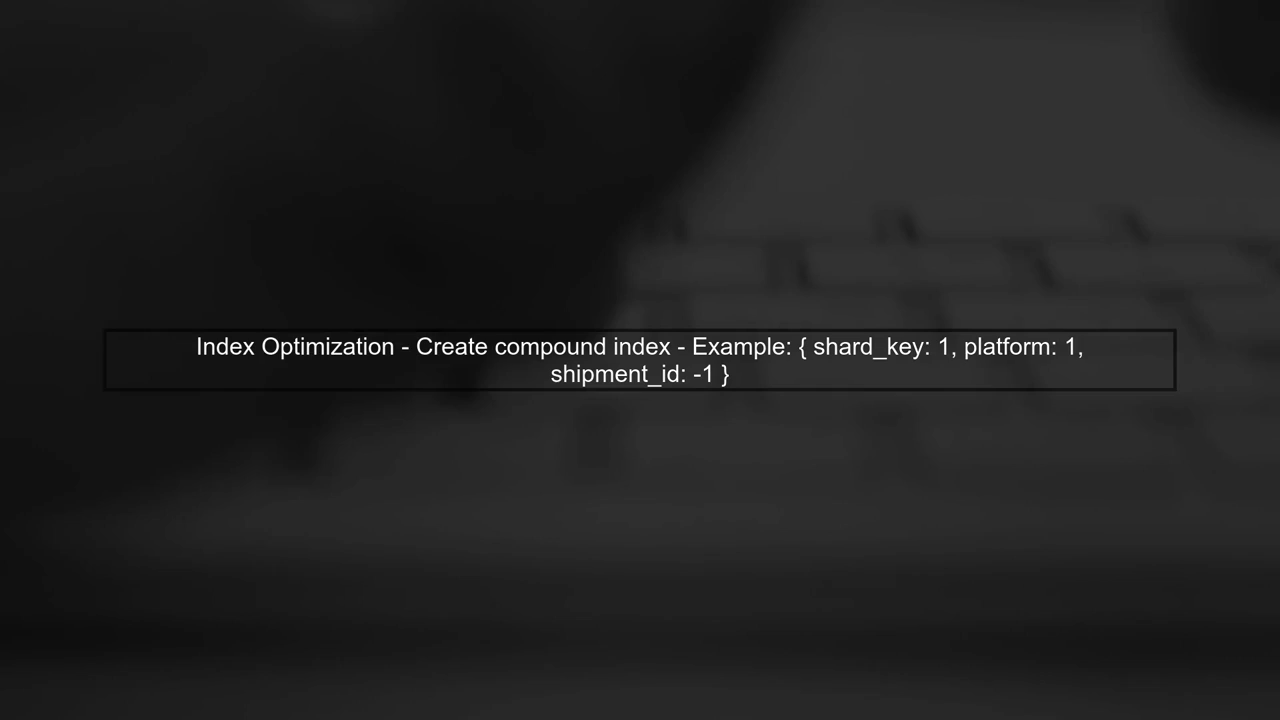 Index Optimization - Create compound index - Example: { shard_key: 1, platform: 1,
shipment_id: -1 }